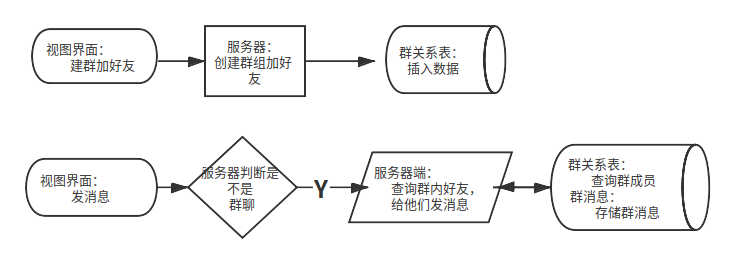 视图界面：
建群加好友
服务器：
创建群组加好
友
群关系表：
插入数据
视图界面：
发消息
服务器判断是
不是
群聊
Y
服务器端：
查询群内好友，
给他们发消息
群关系表：
查询群成员
群消息：
存储群消息